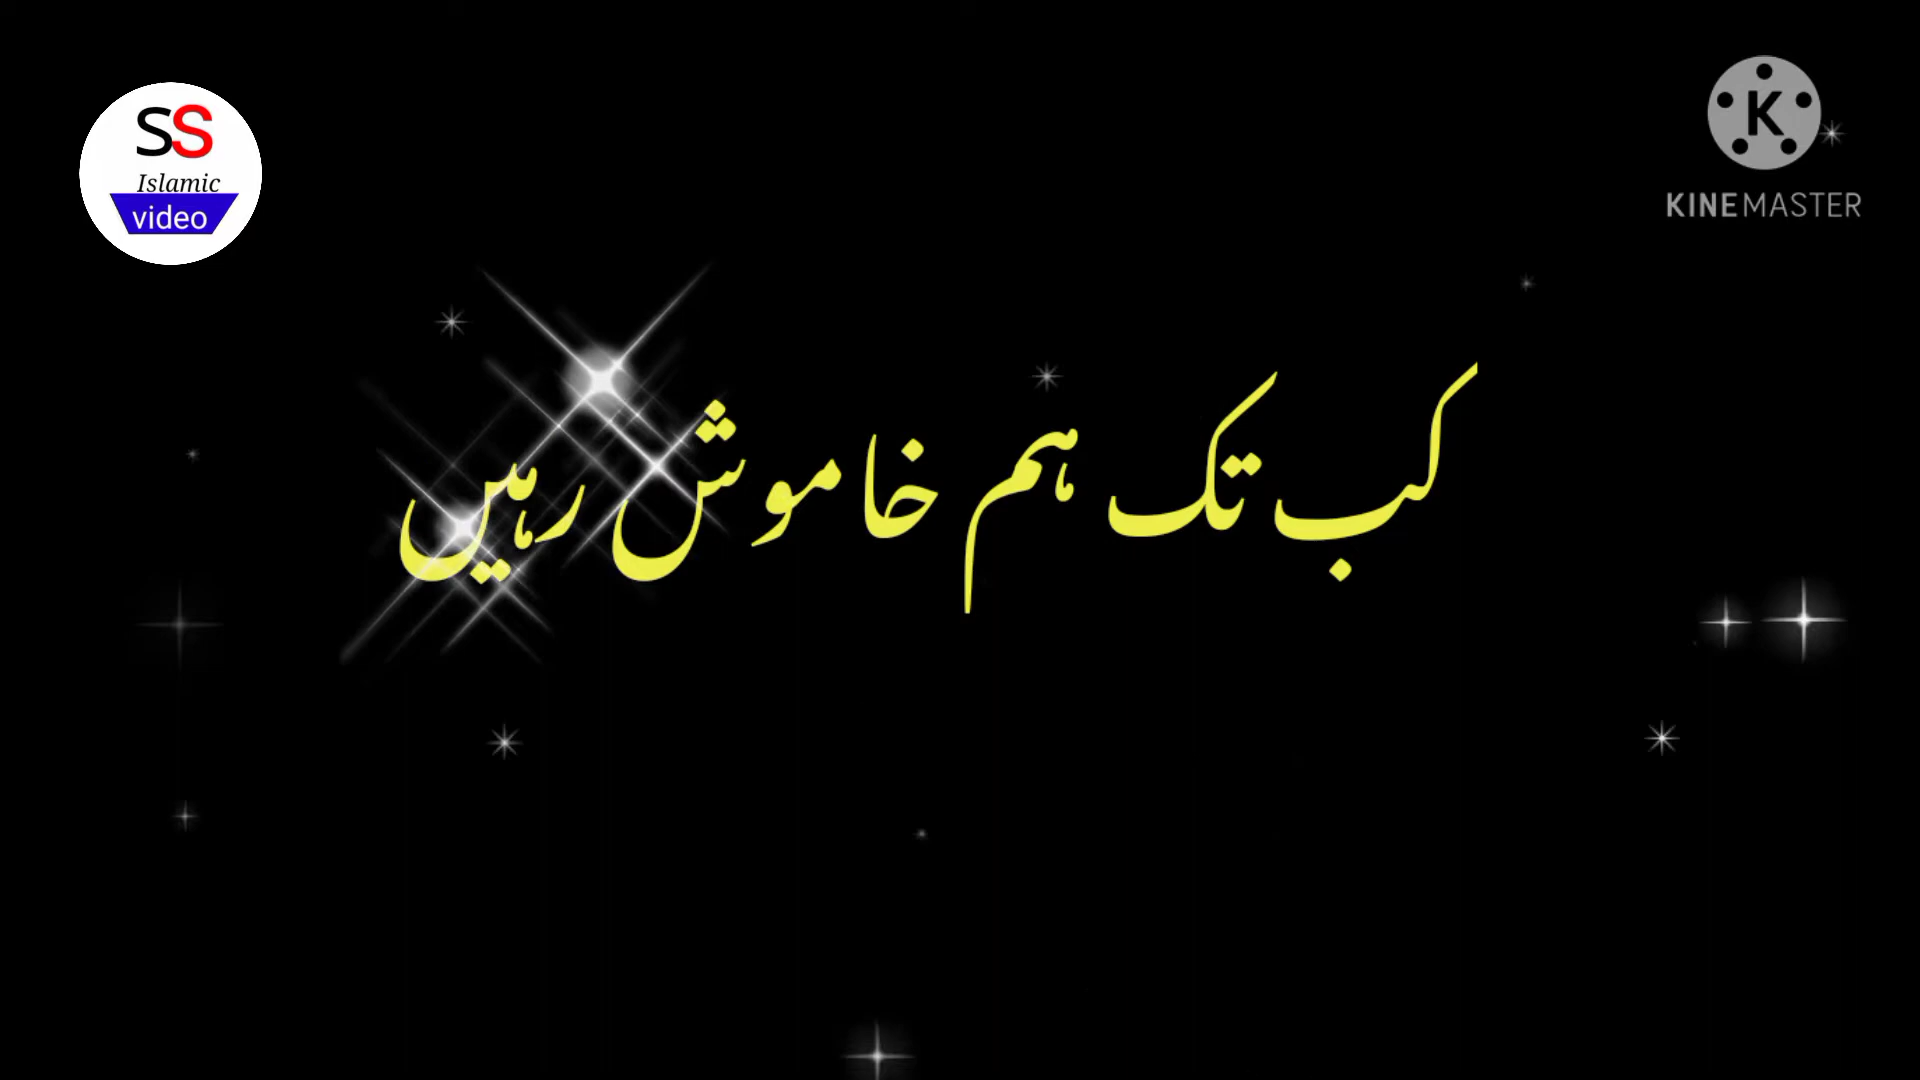 SS
Islamic
video
K
KINEMASTER
کب تک ہم خاموش رہیں